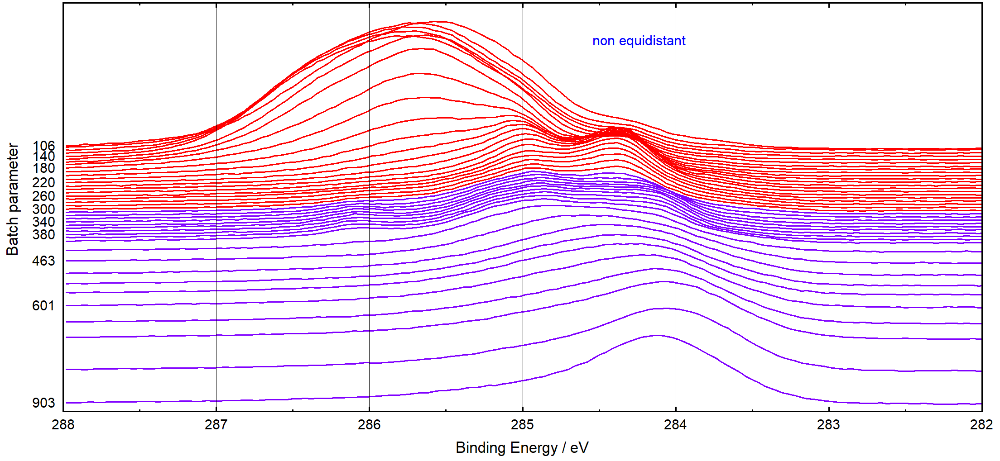 non equidistant
Batch parameter
106
140
180
220
260
300
340
380
463
601
903
288 287 286 285 284 283 282
Binding Energy / eV